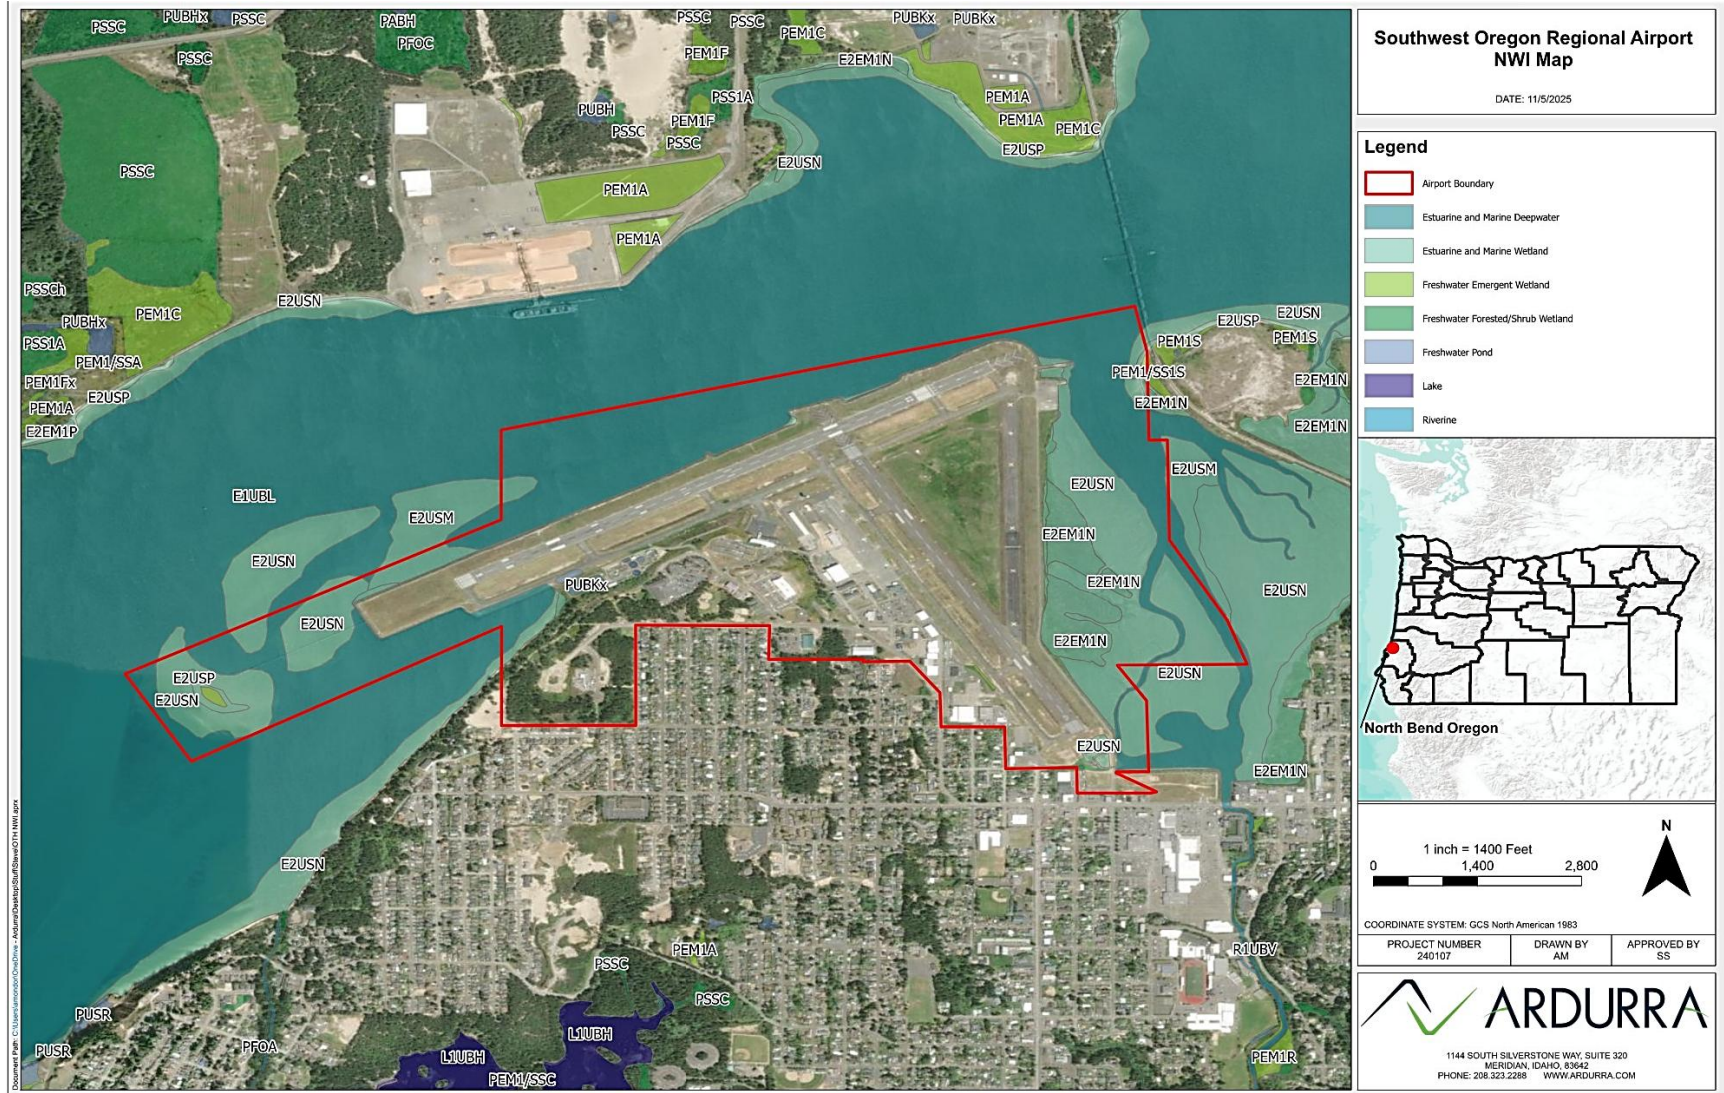 Southwest Oregon Regional Airport
NWI Map
DATE: 11/5/2025
Legend
Airport Boundary
Estuarine and Marine Deepwater
Estuarine and Marine Wetland
Freshwater Emergent Wetland
Freshwater Forested/Shrub Wetland
Freshwater Pond
Lake
Riverine
North Bend Oregon
N
1 inch = 1400 Feet
0 1,400 2,800
COORDINATE SYSTEM: GCS North American 1983
PROJECT NUMBER
240107
DRAWN BY
AM
APPROVED BY
SS
ARDURRA
1144 SOUTH SILVERSTONE WAY, SUITE 320
MERIDIAN, IDAHO, 83642
PHONE: 208.323.2288 WWW.ARDURRA.COM
PSSC
PUBHx
PSSC
PABH
PFOC
PSSC
PSSC
PSSC
PEM1C
PUBKx
PUBKx
PSSC
PEM1F
E2EM1N
PSS1A
PEM1A
PUBH
PEM1F
PEM1A
PEM1C
PSSC
PSSC
E2USP
E2USN
PSSC
PEM1A
PEM1A
PSSCh
E2USN
PEM1C
PUBHx
PSS1A
PEM1/SSA
PEM1Fx
E2USP
PEM1A
E2EM1P
E2USN
E2USP
PEM1S
PEM1S
PEM1/SS1S
E2EM1N
E2EM1N
E2EM1N
E2USM
E2USN
E1UBL
E2USM
E2EM1N
E2USN
E2EM1N
PUBKx
E2USN
E2USN
E2EM1N
E2USN
E2USP
E2USN
E2USN
E2EM1N
E2USN
R1UBV
PEM1A
PSSC
PSSC
PUSR
L1UBH
PFOA
PUSR
L1UBH
PEM1R
PEM1/SSC